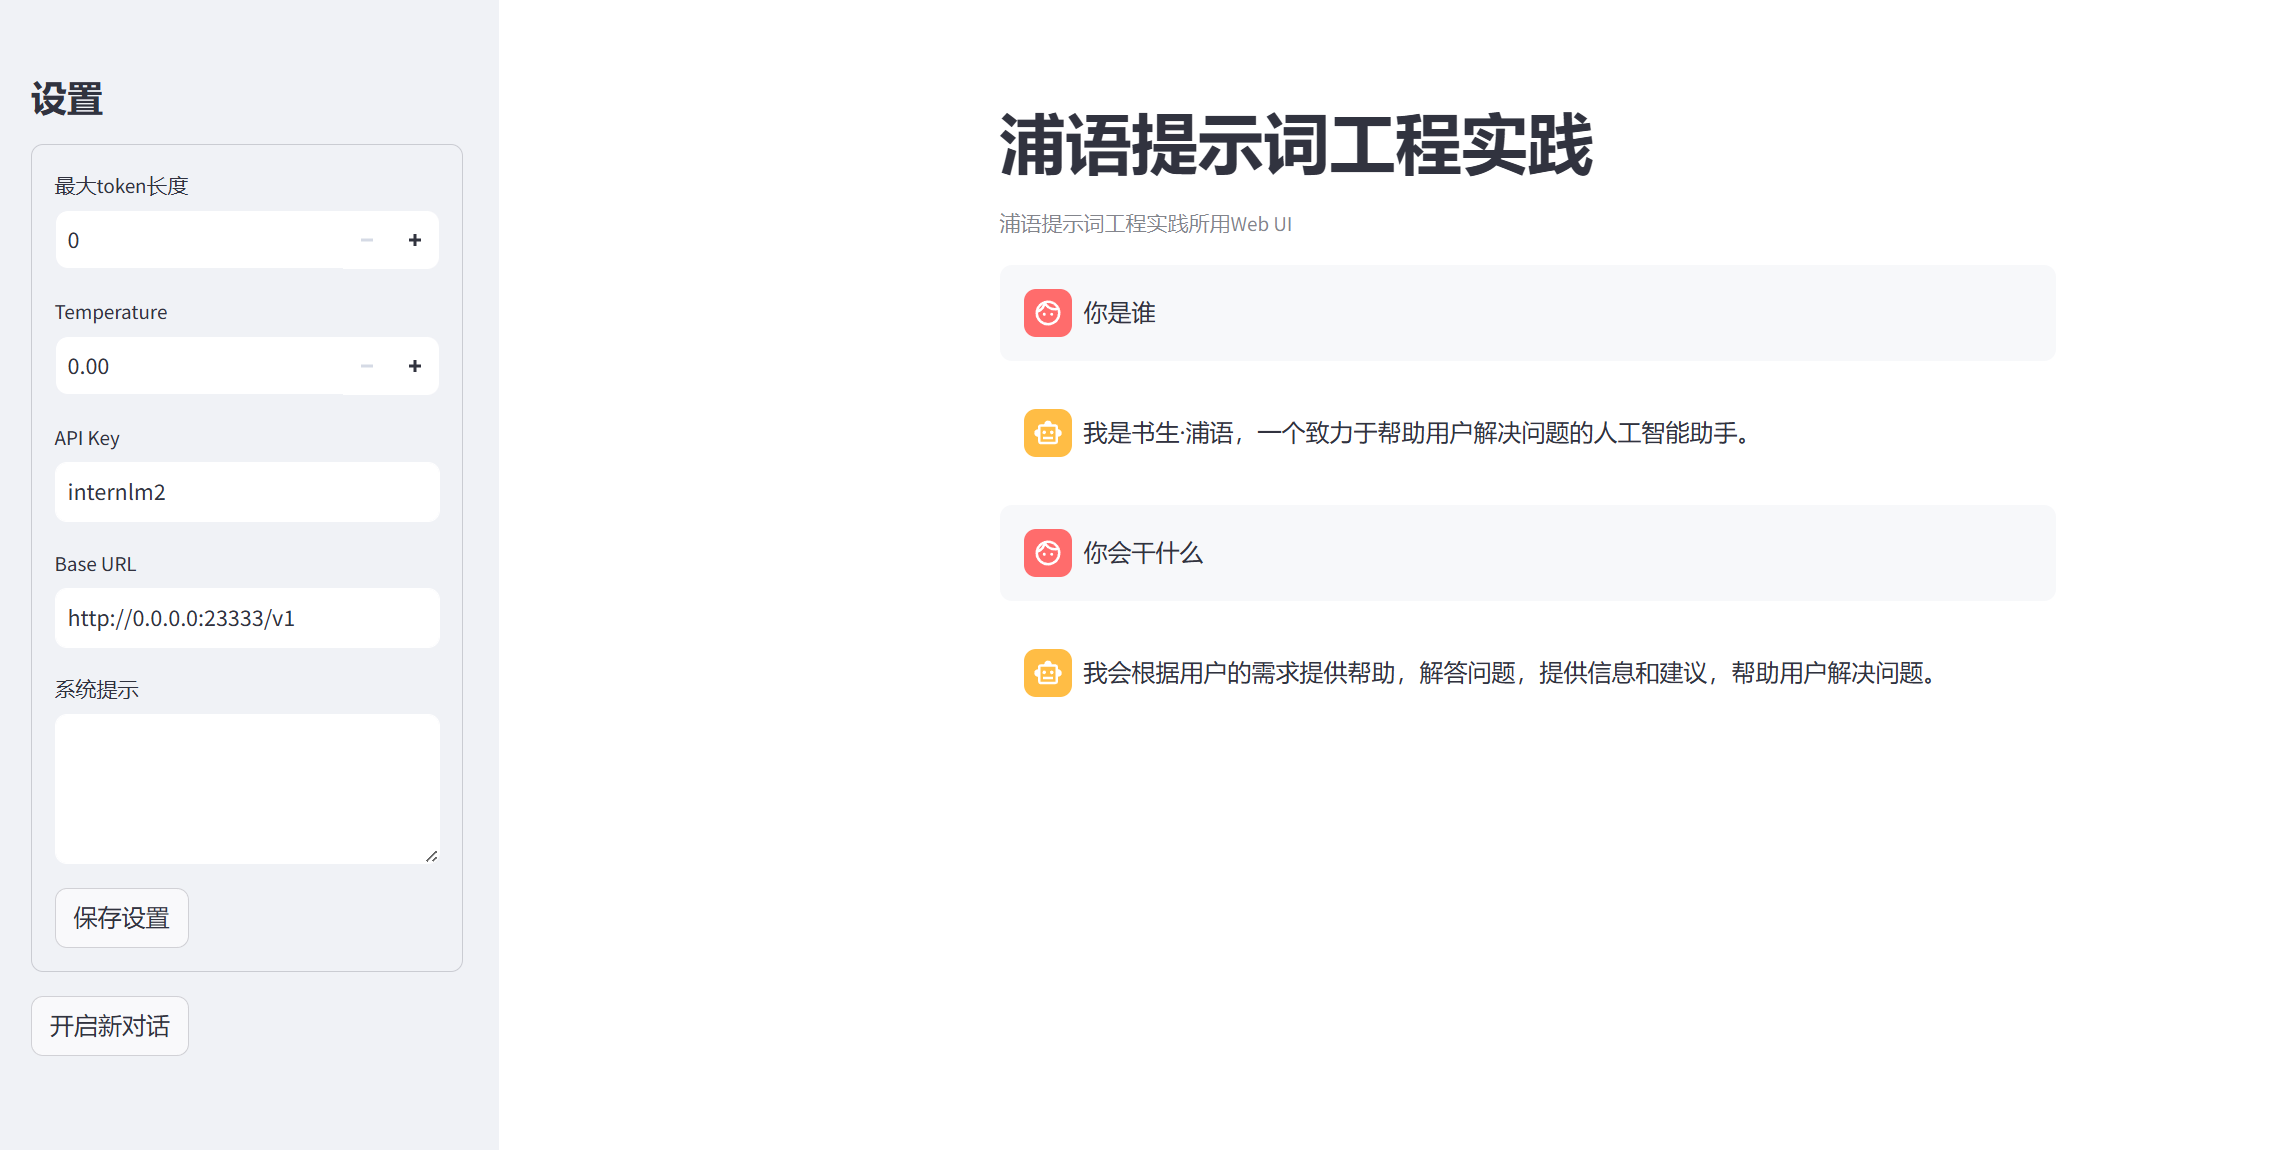 设置
最大token长度
0
Temperature
0.00
API Key
internlm2
Base URL
http://0.0.0.0:23333/v1
系统提示
保存设置
开启新对话
浦语提示词工程实践
浦语提示词工程实践所用Web UI
你是谁
我是书生·浦语，一个致力于帮助用户解决问题的人工智能助手。
你会干什么
我会根据用户的需求提供帮助，解答问题，提供信息和建议，帮助用户解决问题。